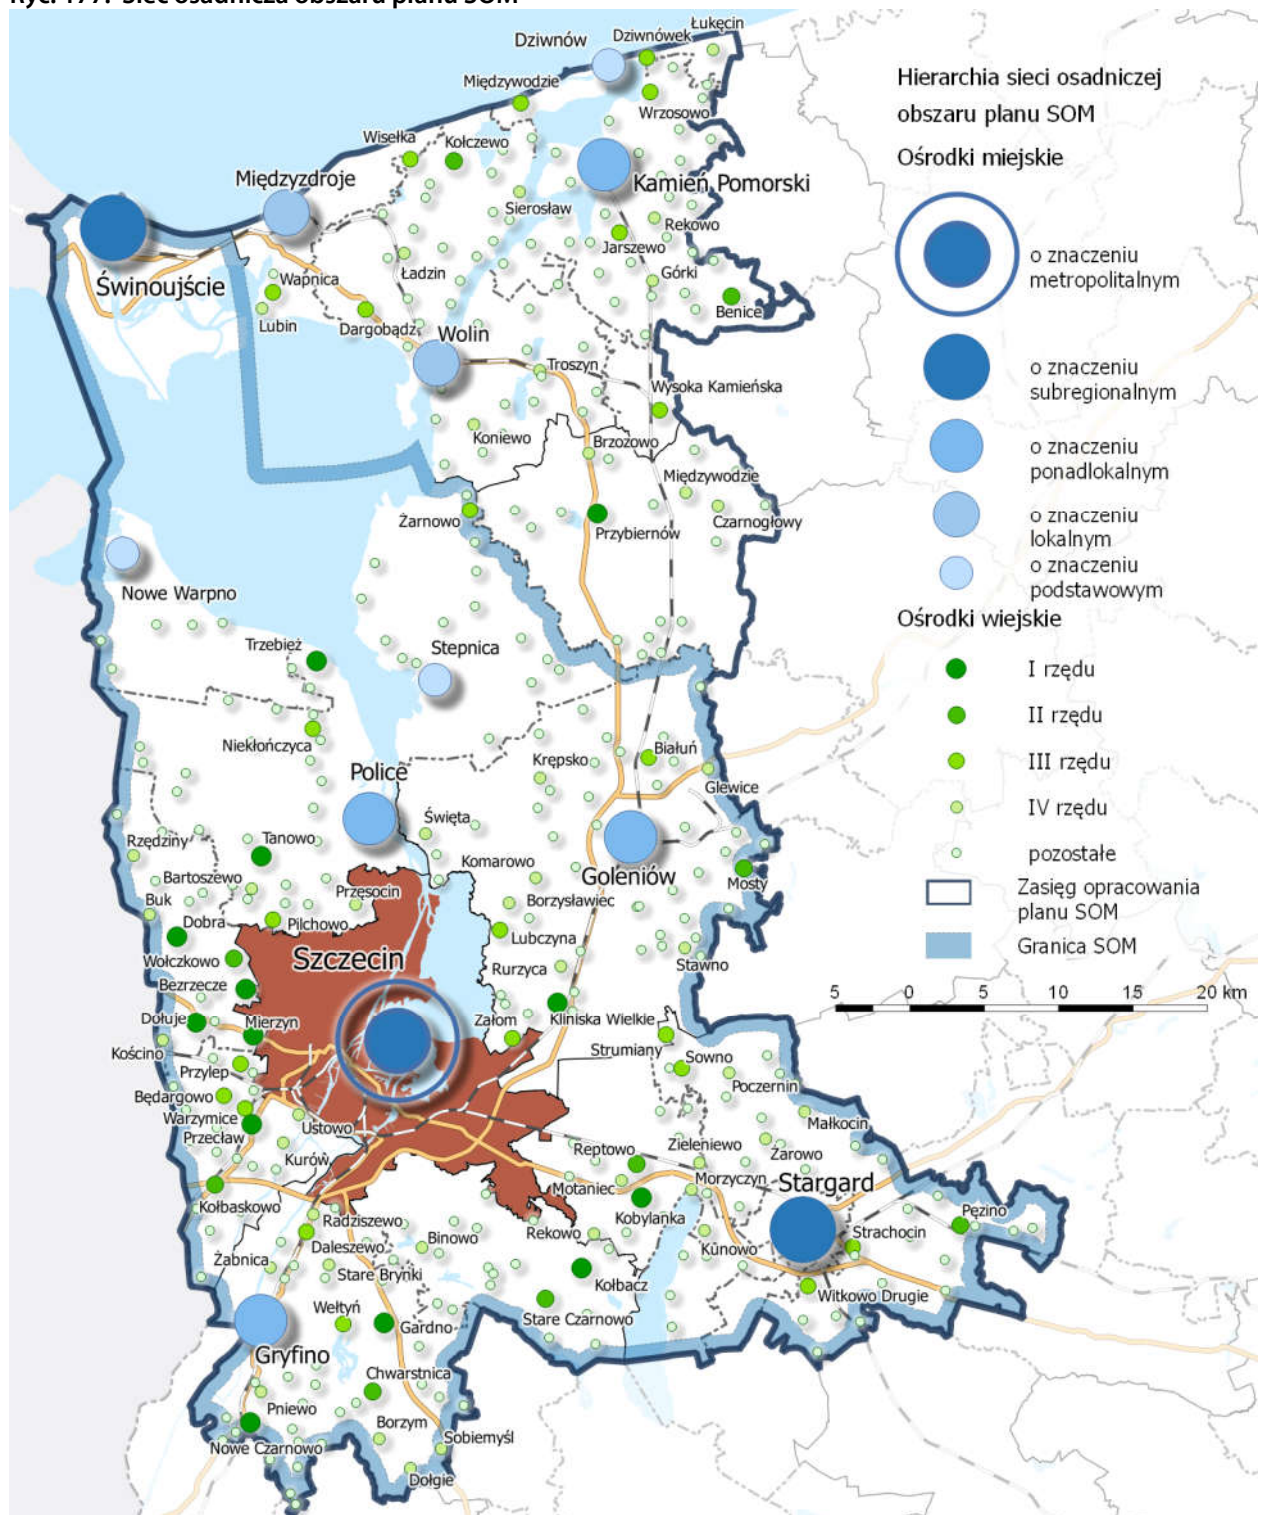 Ryc. 177. Sieć osadnicza obszaru planu SOM
Łukęcin
Dziwnówek
Dziwnów
Międzywodzie
Wrzosowo
Wisełka
Kołczewo
Międzyzdroje
Kamień Pomorski
Sierosław
Rekowo
Jarszewo
Świnoujście
Wapnica
Ładzin
Górki
Benice
Lubin
Dargobądz
Wolin
Troszyn
Wysoka Kamieńska
Koniewo
Brzozowo
Międzywodzie
Żarnowo
Przybiernów
Czarnogłowy
Nowe Warpno
Trzebież
Stepnica
Niekłończyca
Białuń
Krępsko
Police
Glewice
Święta
Rzędziny
Tanowo
Komarowo
Goleniów
Mosty
Bartoszewo
Przęsocin
Buk
Borzysławiec
Dobra
Pilchowo
Lubczyna
Wołczkowo
Szczecin
Rurzyca
Stawno
Bezrzecze
Dołuje
Mierzyn
Załom
Kliniska Wielkie
Kościno
Strumiany
Sowno
Przylep
Poczernin
Będargowo
Warzymice
Ustowo
Małkocin
Przecław
Kurów
Reptowo
Zieleniewo
Żarowo
Motaniec
Morzyczyn
Stargard
Kołbaskowo
Kobylanka
Pęzino
Radziszewo
Rekowo
Strachocin
Żabnica
Daleszewo
Binowo
Kunowo
Stare Brynki
Kołbacz
Wełtyń
Stare Czarnowo
Witkowo Drugie
Gardno
Gryfino
Chwarstnica
Pniewo
Borzym
Nowe Czarnowo
Sobiemyśl
Dołgie
Hierarchia sieci osadniczej
obszaru planu SOM
Ośrodki miejskie
o znaczeniu
metropolitalnym
o znaczeniu
subregionalnym
o znaczeniu
ponadlokalnym
o znaczeniu
lokalnym
o znaczeniu
podstawowym
Ośrodki wiejskie
I rzędu
II rzędu
III rzędu
IV rzędu
pozostałe
Zasięg opracowania
planu SOM
Granica SOM
5 0 5 10 15 20 km